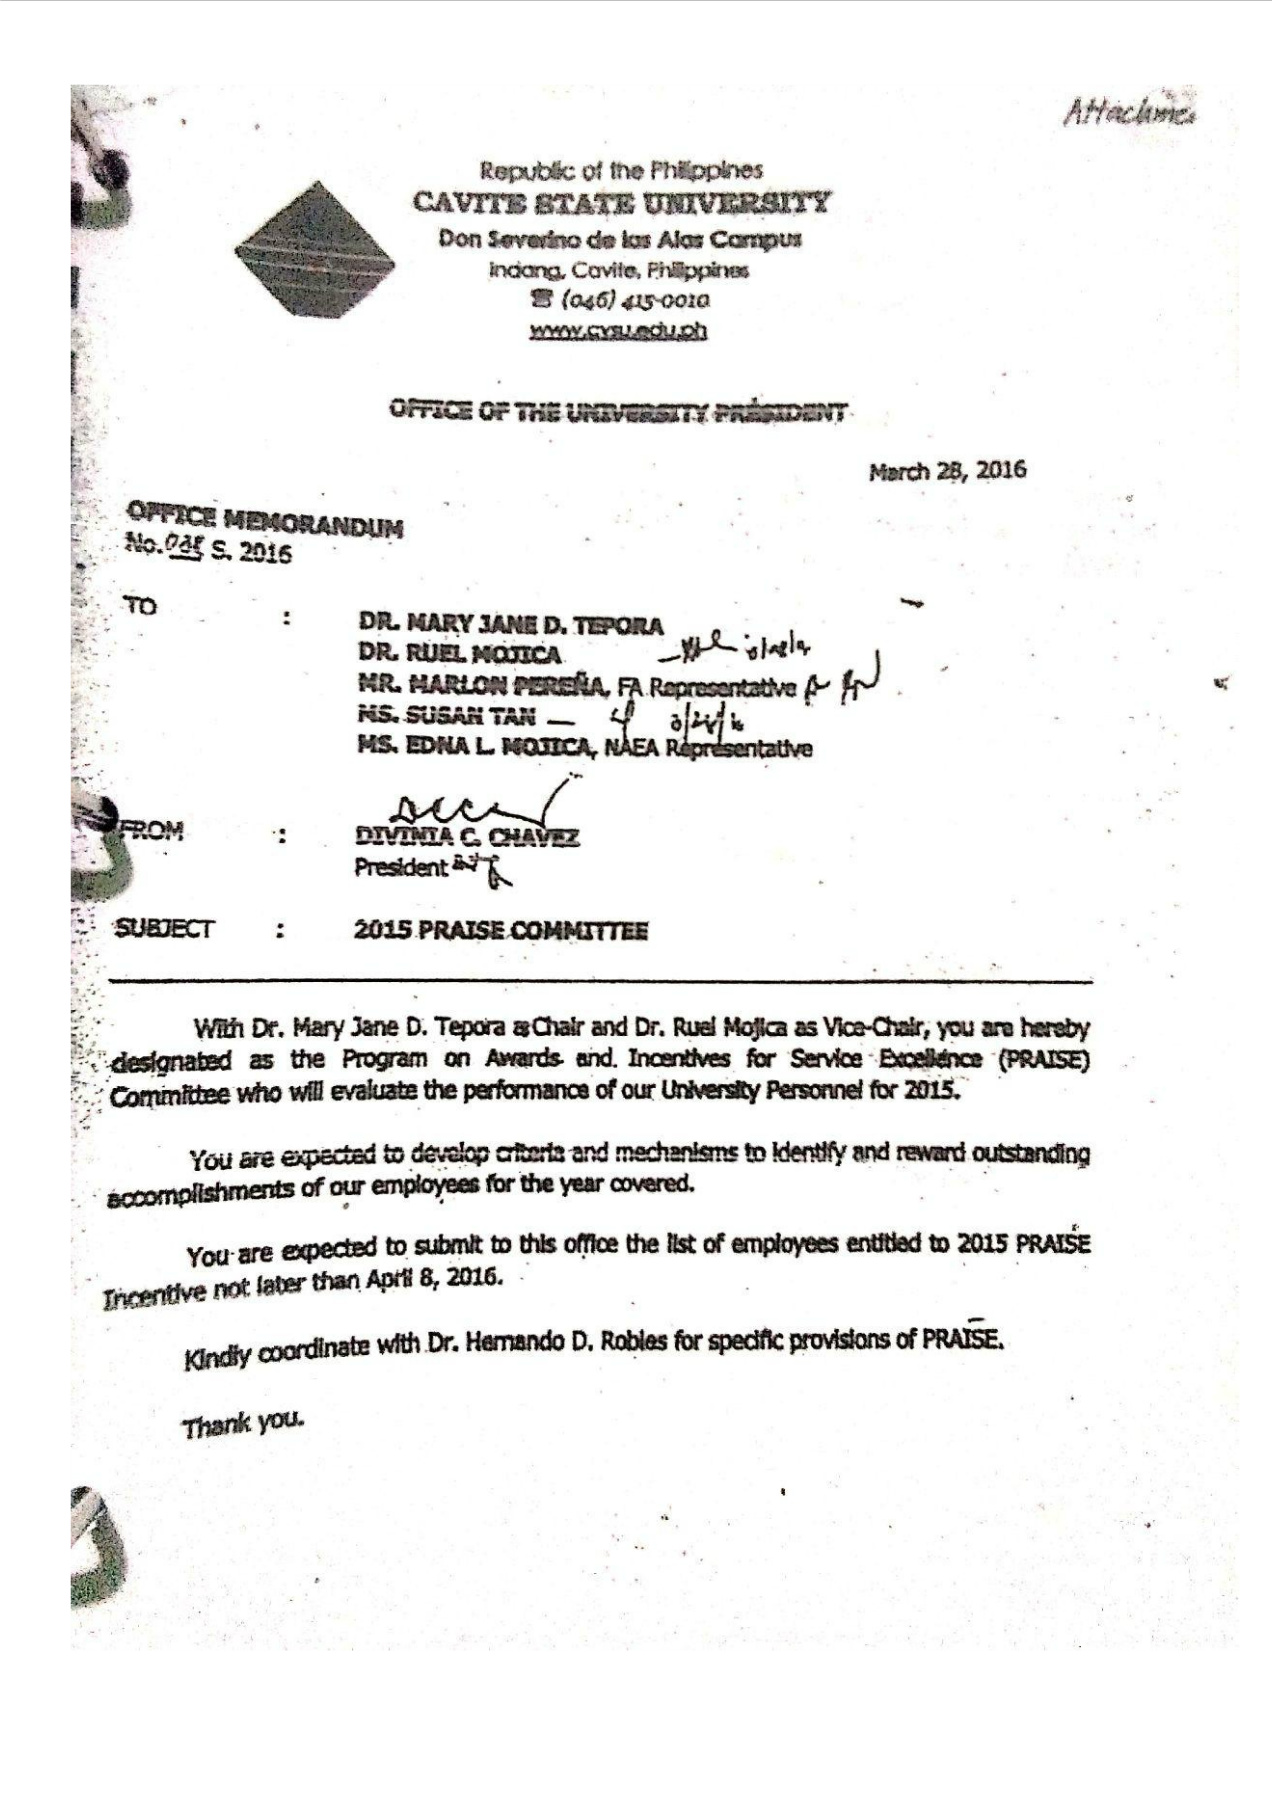 Republic of the Philippines
CAVITE STATE UNIVERSITY
Don Severino de las Alas Campus
Indang, Cavite, Philippines
☎ (046) 415-0010
www.cvsu.edu.ph
OFFICE OF THE UNIVERSITY PRESIDENT
March 28, 2016
OFFICE MEMORANDUM
No. S. 2016
TO : DR. MARY JANE D. TEPORA
DR. RUEL MOJICA
MR. MARLON PEREÑA, FA Representative
MS. SUSAN TAN
MS. EDNA L. MOJICA, NAEA Representative
FROM : DIVINIA C. CHAVEZ
President
SUBJECT : 2015 PRAISE COMMITTEE
With Dr. Mary Jane D. Tepora as Chair and Dr. Ruel Mojica as Vice-Chair, you are hereby
designated as the Program on Awards and Incentives for Service Excellence (PRAISE)
Committee who will evaluate the performance of our University Personnel for 2015.
You are expected to develop criteria and mechanisms to identify and reward outstanding
accomplishments of our employees for the year covered.
You are expected to submit to this office the list of employees entitled to 2015 PRAISE
Incentive not later than April 8, 2016.
Kindly coordinate with Dr. Hernando D. Robles for specific provisions of PRAISE.
Thank you.